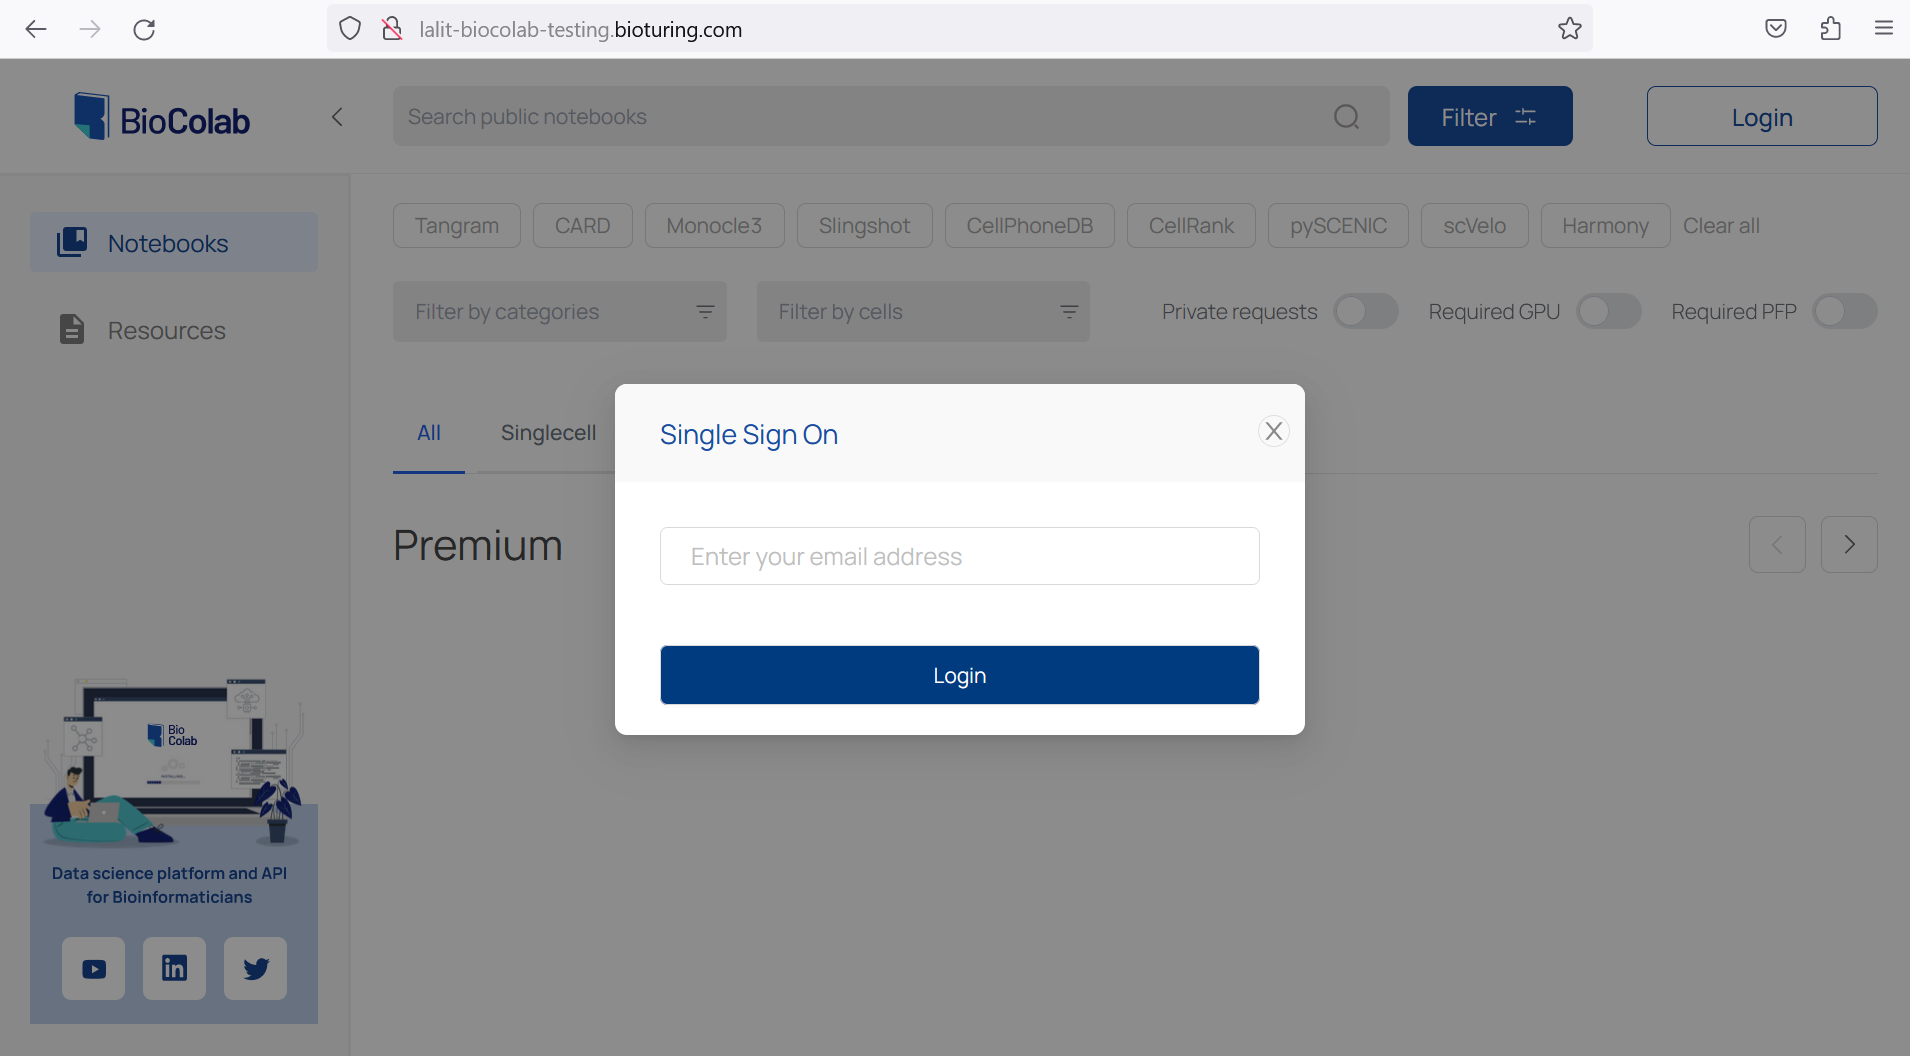 lalit-biocolab-testing.bioturing.com
BioColab
Search public notebooks
Filter
Login
Notebooks
Resources
Tangram
CARD
Monocle3
Slingshot
CellPhoneDB
CellRank
pySCENIC
scVelo
Harmony
Clear all
Filter by categories
Filter by cells
Private requests
Required GPU
Required PFP
All
Singlecell
Single Sign On
X
Premium
Enter your email address
Login
Bio
Colab
INSTALLING...
Data science platform and API
for Bioinformaticians
in